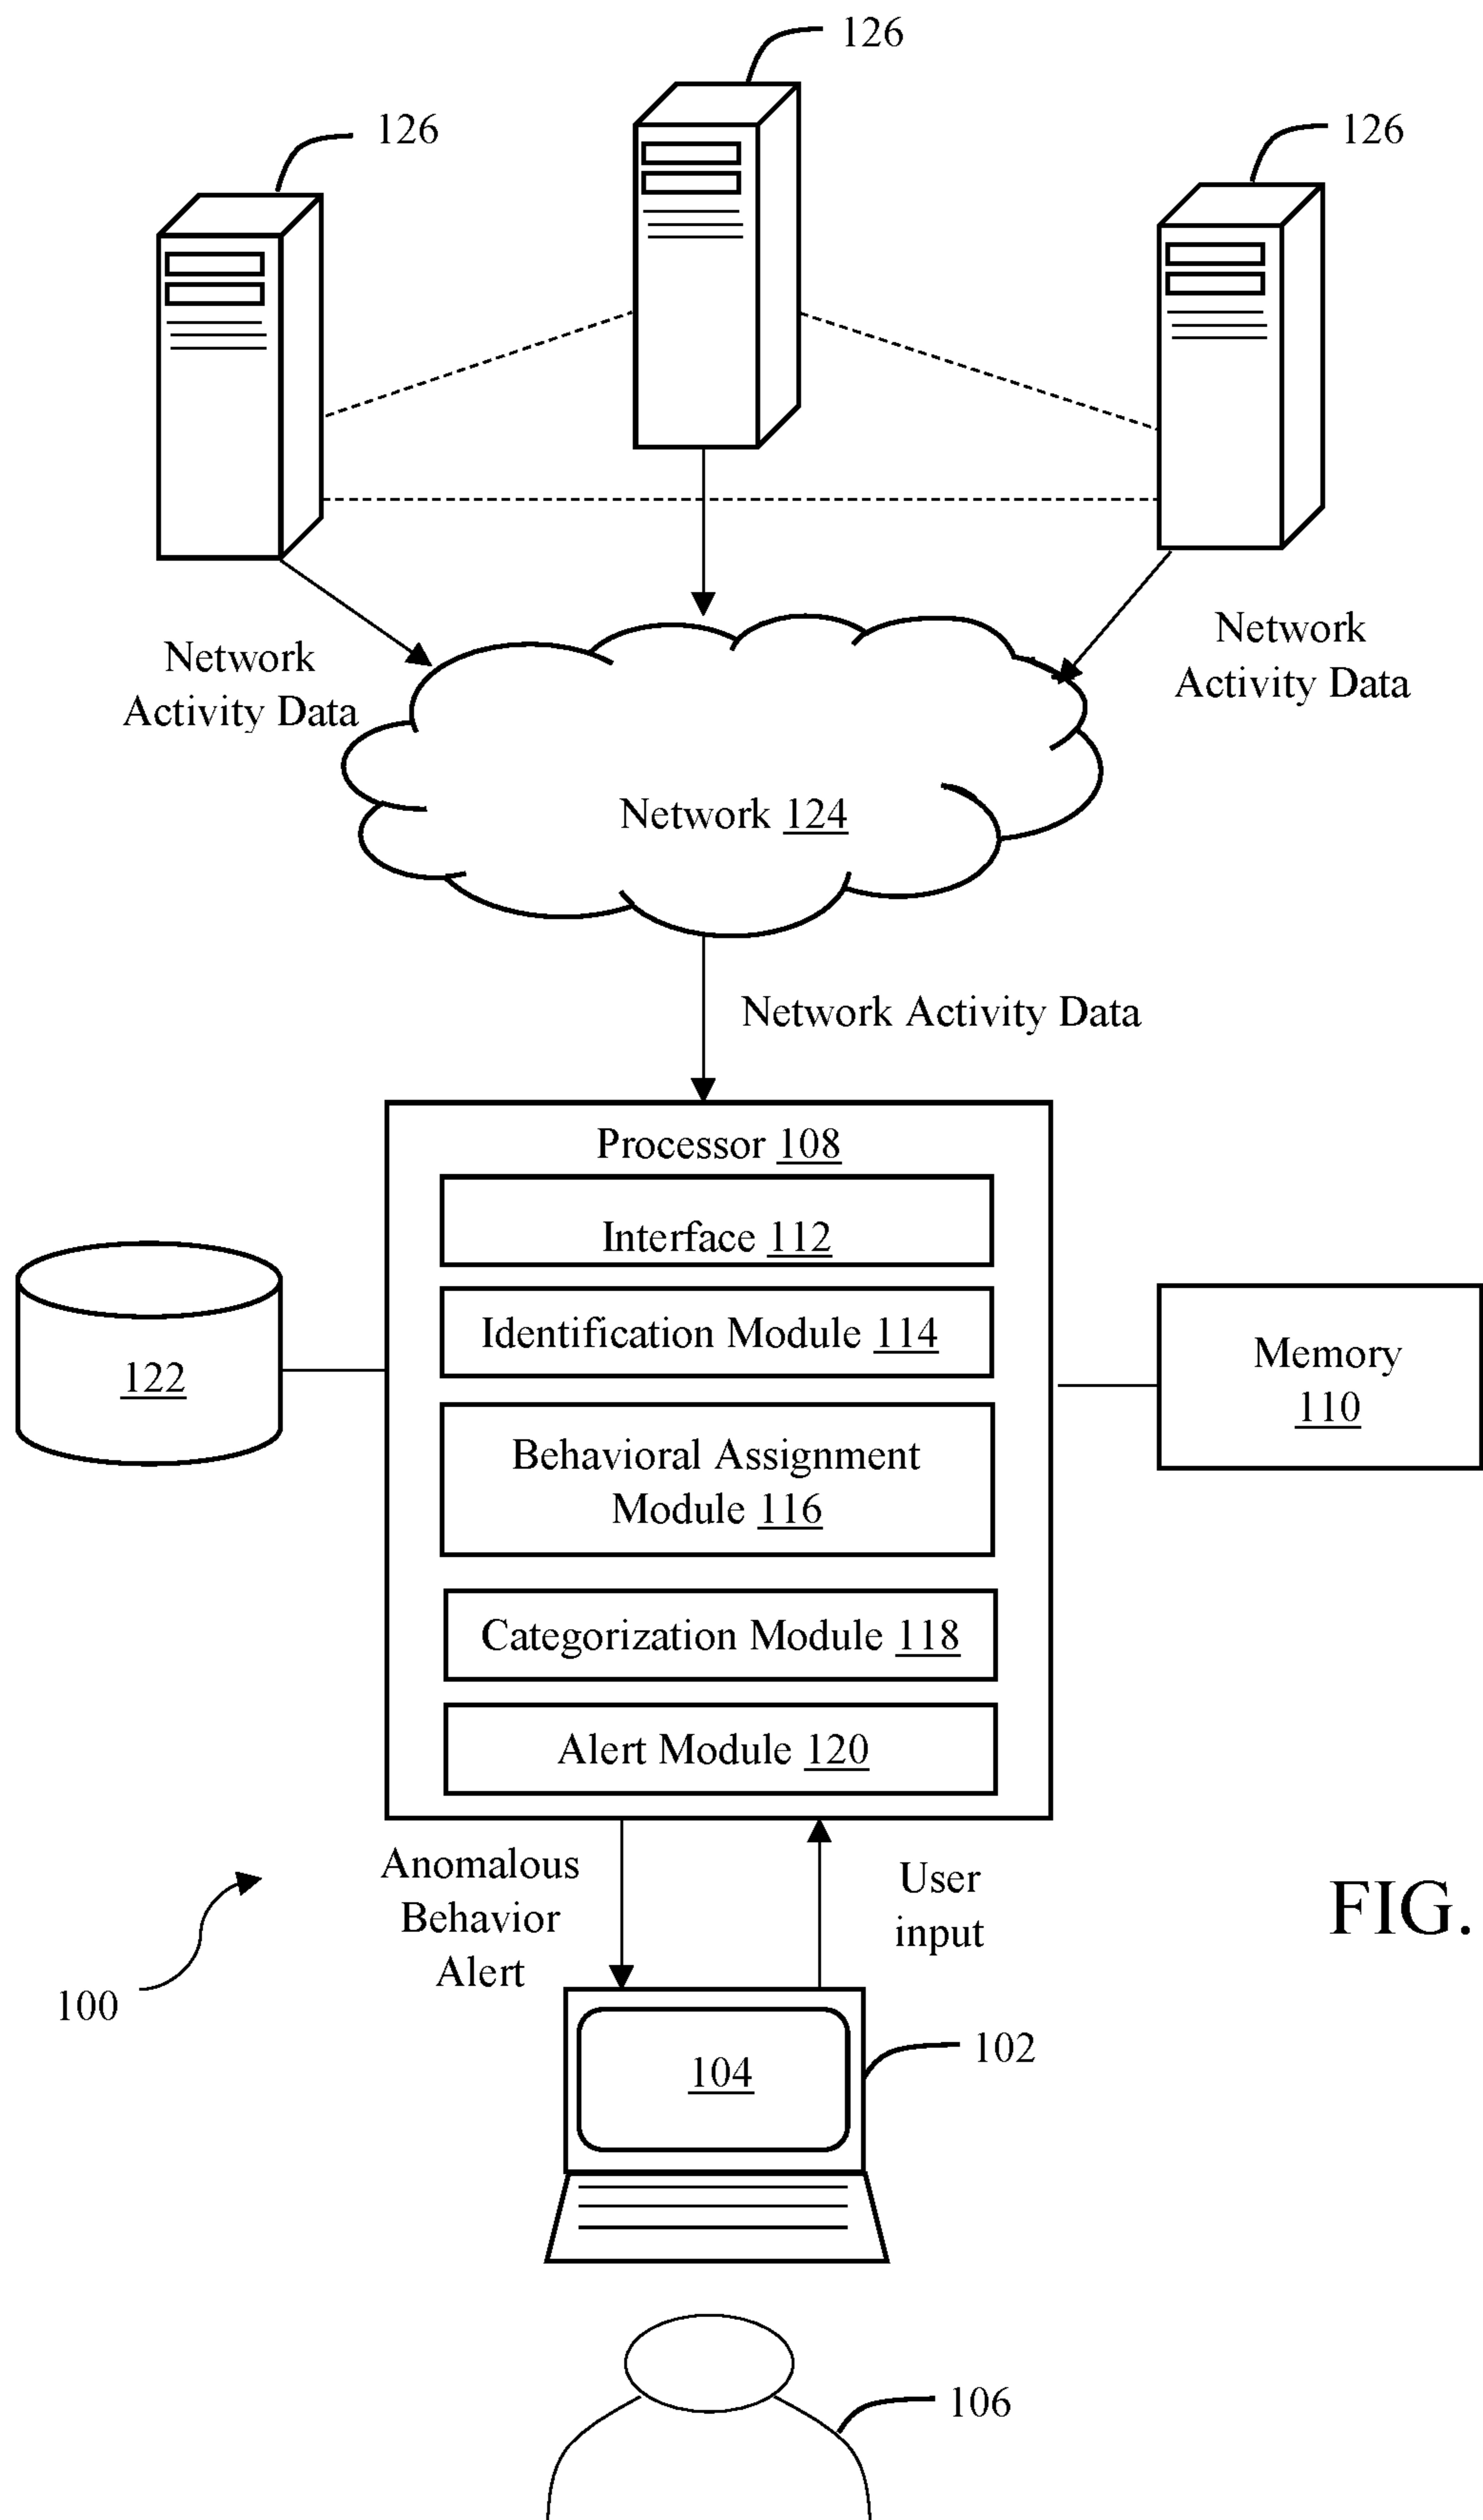 126
126
126
Network
Activity Data
Network
Activity Data
Network 124
Network Activity Data
Processor 108
Interface 112
Identification Module 114
Behavioral Assignment
Module 116
Categorization Module 118
Alert Module 120
122
Memory
110
Anomalous
Behavior
Alert
User
input
FIG.
100
104
102
106